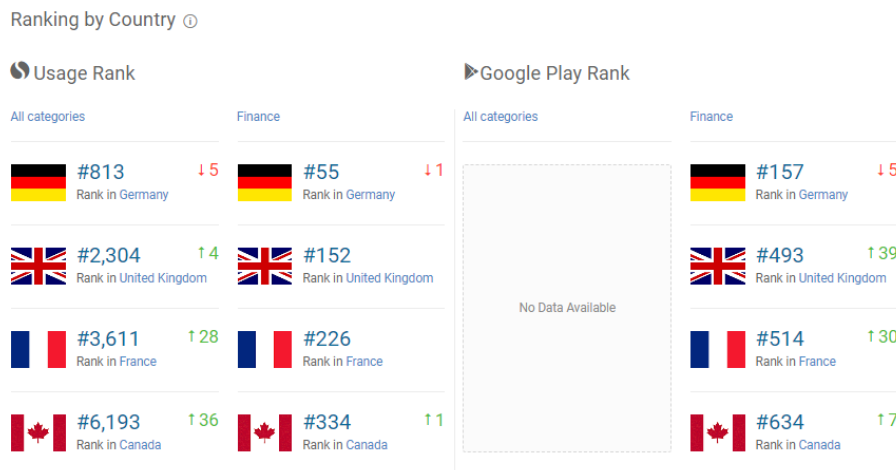 Ranking by Country
Usage Rank
Google Play Rank
All categories
Finance
All categories
Finance
#813
↓5
Rank in Germany
#55
↓1
Rank in Germany
#157
↓5
Rank in Germany
#2,304
↑4
Rank in United Kingdom
#152
Rank in United Kingdom
#493
↑39
Rank in United Kingdom
No Data Available
#3,611
↑28
Rank in France
#226
Rank in France
#514
↑30
Rank in France
#6,193
↑36
Rank in Canada
#334
↑1
Rank in Canada
#634
↑7
Rank in Canada